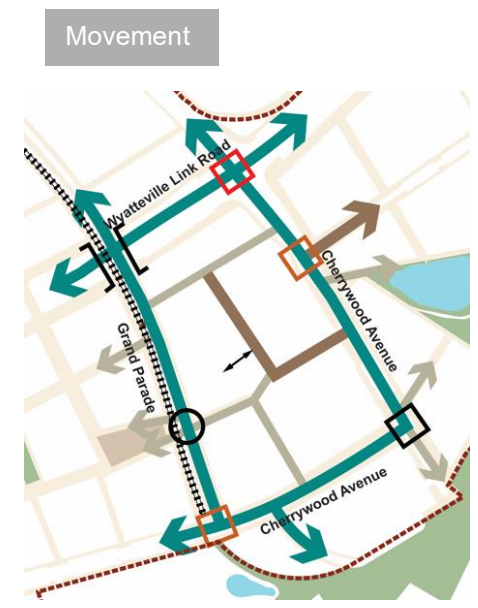 Movement
Wyatteville Link Road
Cherrywood Avenue
Grand Parade
Cherrywood Avenue